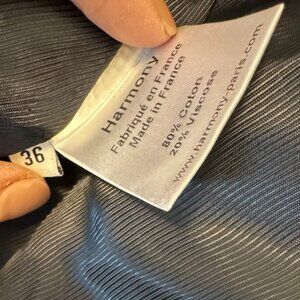 Harmony
Fabriqué en France
Made in France
80% Coton
20% Viscose
www.harmony-paris.com
36